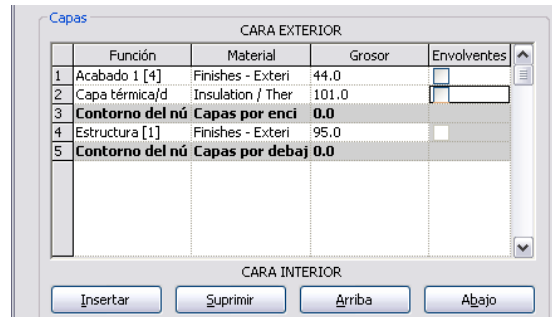 Capas
CARA EXTERIOR
Función Material Grosor Envolventes
1 Acabado 1 [4] Finishes - Exteri 44.0
2 Capa térmica/d Insulation / Ther 101.0
3 Contorno del nú Capas por enci 0.0
4 Estructura [1] Finishes - Exteri 95.0
5 Contorno del nú Capas por debaj 0.0
CARA INTERIOR
Insertar Suprimir Arriba Abajo